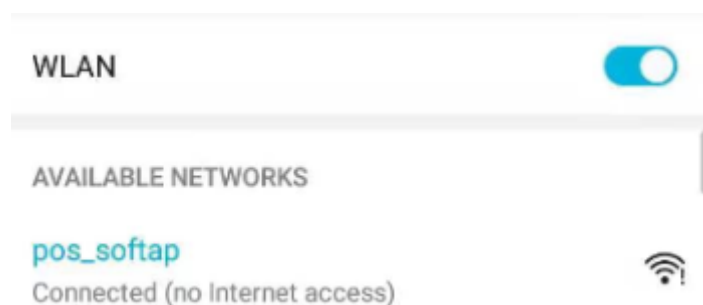 WLAN
AVAILABLE NETWORKS
pos_softap
Connected (no Internet access)